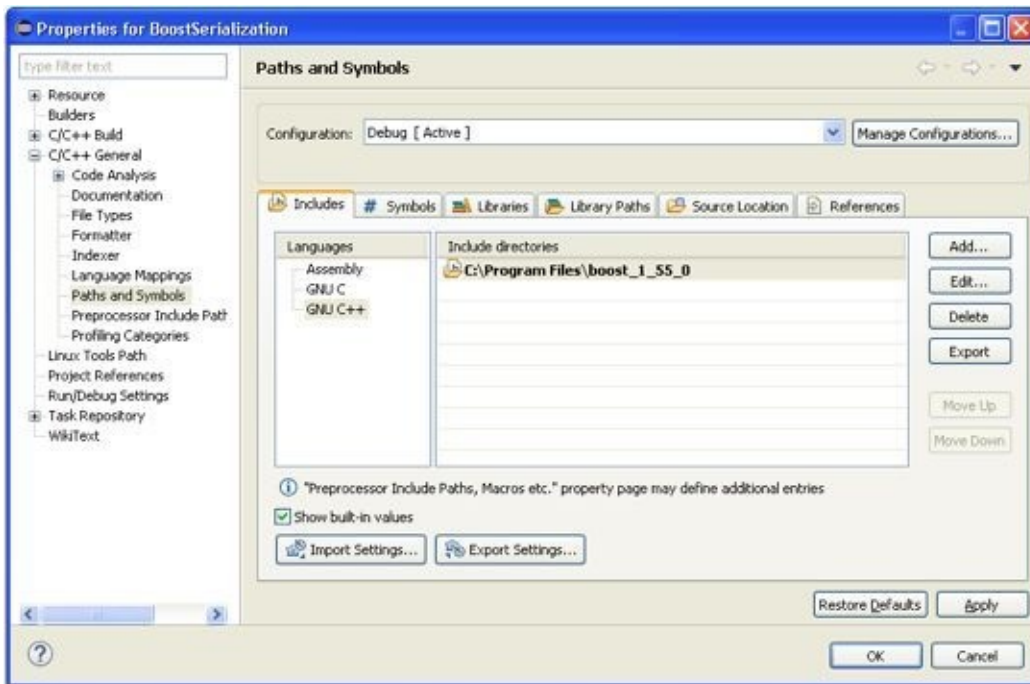 Properties for BoostSerialization
type filter text
Resource
Builders
C/C++ Build
C/C++ General
Code Analysis
Documentation
File Types
Formatter
Indexer
Language Mappings
Paths and Symbols
Preprocessor Include Path
Profiling Categories
Linux Tools Path
Project References
Run/Debug Settings
Task Repository
WikiText
Paths and Symbols
Configuration: Debug [ Active ]
Manage Configurations...
Includes # Symbols Libraries Library Paths Source Location References
Languages
Assembly
GNU C
GNU C++
Include directories
C:\Program Files\boost_1_55_0
Add...
Edit...
Delete
Export
Move Up
Move Down
"Preprocessor Include Paths, Macros etc." property page may define additional entries
Show built-in values
Import Settings... Export Settings...
Restore Defaults Apply
OK Cancel